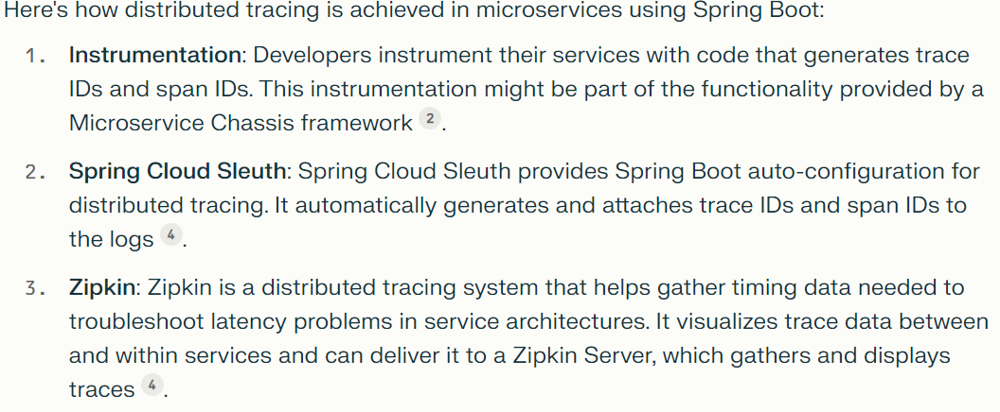 Here's how distributed tracing is achieved in microservices using Spring Boot:
1. Instrumentation: Developers instrument their services with code that generates trace
IDs and span IDs. This instrumentation might be part of the functionality provided by a
Microservice Chassis framework 2.
2. Spring Cloud Sleuth: Spring Cloud Sleuth provides Spring Boot auto-configuration for
distributed tracing. It automatically generates and attaches trace IDs and span IDs to
the logs 4.
3. Zipkin: Zipkin is a distributed tracing system that helps gather timing data needed to
troubleshoot latency problems in service architectures. It visualizes trace data between
and within services and can deliver it to a Zipkin Server, which gathers and displays
traces 4.